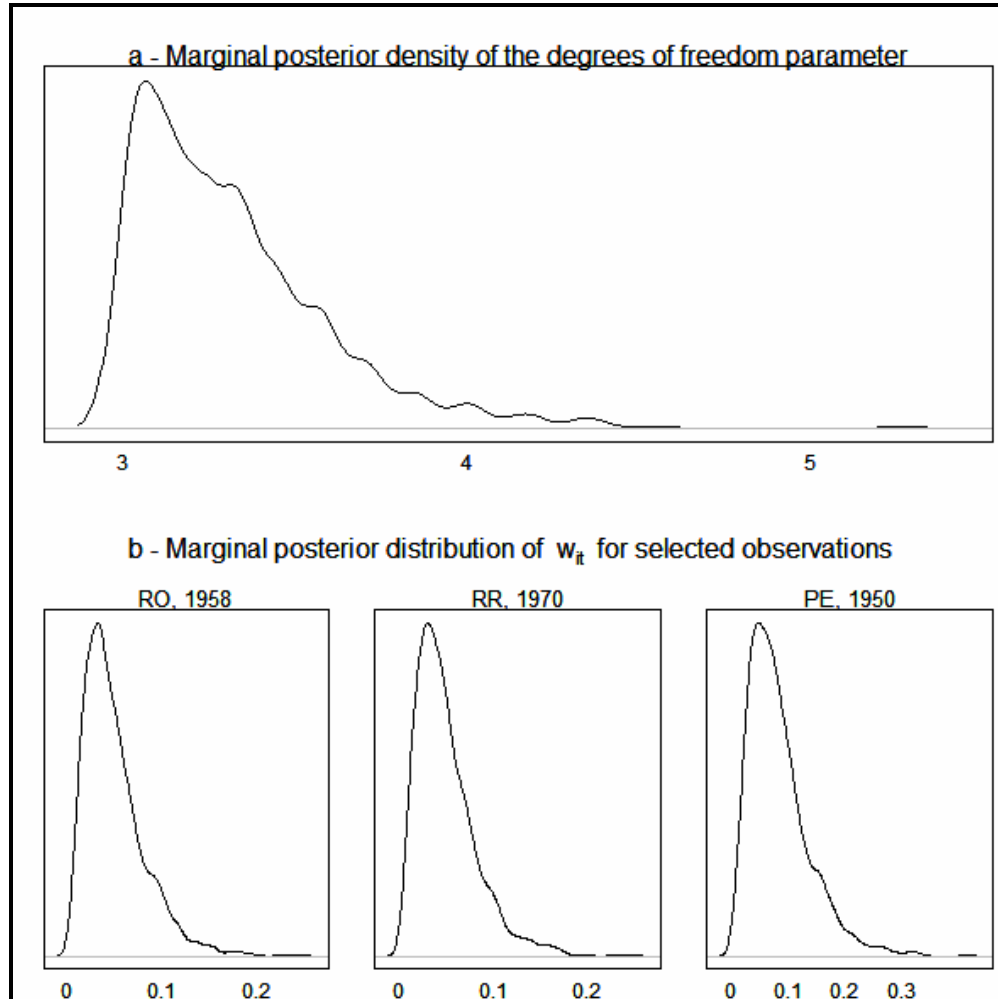 a - Marginal posterior density of the degrees of freedom parameter
3 4 5
b - Marginal posterior distribution of w_it for selected observations
RO, 1958 RR, 1970 PE, 1950
0 0.1 0.2 0 0.1 0.2 0 0.1 0.2 0.3